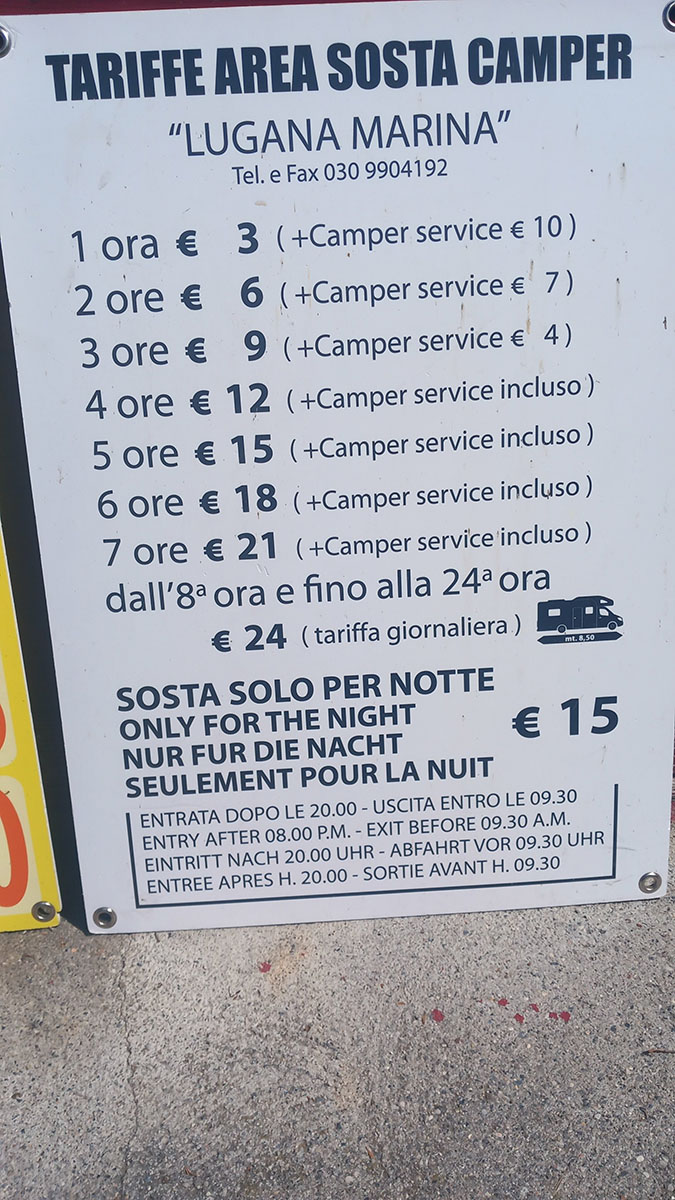 TARIFFE AREA SOSTA CAMPER
"LUGANA MARINA"
Tel. e Fax 030 9904192
1 ora € 3 ( +Camper service € 10 )
2 ore € 6 ( +Camper service € 7 )
3 ore € 9 ( +Camper service € 4 )
4 ore € 12 ( +Camper service incluso )
5 ore € 15 ( +Camper service incluso )
6 ore € 18 ( +Camper service incluso )
7 ore € 21 ( +Camper service incluso )
dall'8ª ora e fino alla 24ª ora
€ 24 ( tariffa giornaliera )
mt. 8,50
SOSTA SOLO PER NOTTE
ONLY FOR THE NIGHT
NUR FUR DIE NACHT
SEULEMENT POUR LA NUIT
€ 15
ENTRATA DOPO LE 20.00 - USCITA ENTRO LE 09.30
ENTRY AFTER 08.00 P.M. - EXIT BEFORE 09.30 A.M.
EINTRITT NACH 20.00 UHR - ABFAHRT VOR 09.30 UHR
ENTREE APRES H. 20.00 - SORTIE AVANT H. 09.30